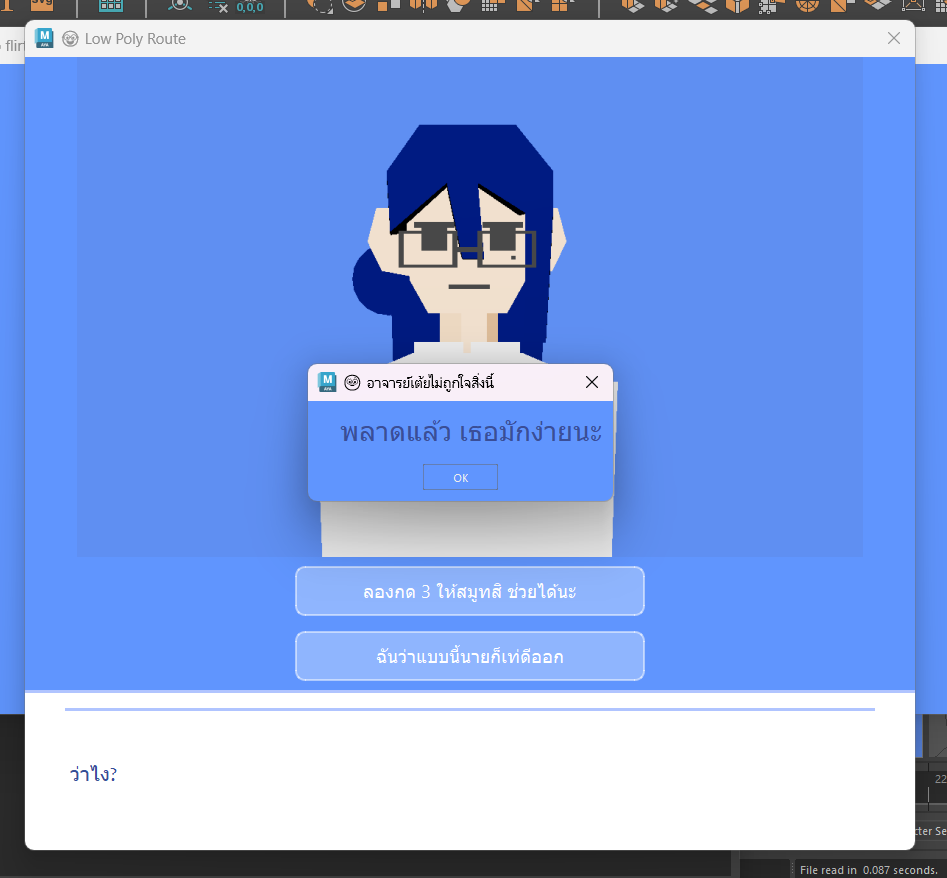 svg
0,0,0
flirt
Low Poly Route
อาจารย์เต้ยไม่ถูกใจสิ่งนี้
พลาดแล้ว เธอมักง่ายนะ
OK
ลองกด 3 ให้สมูทสิ ช่วยได้นะ
ฉันว่าแบบนี้นายก็เท่ดีออก
ว่าไง?
22
cter Se
File read in 0.087 seconds.